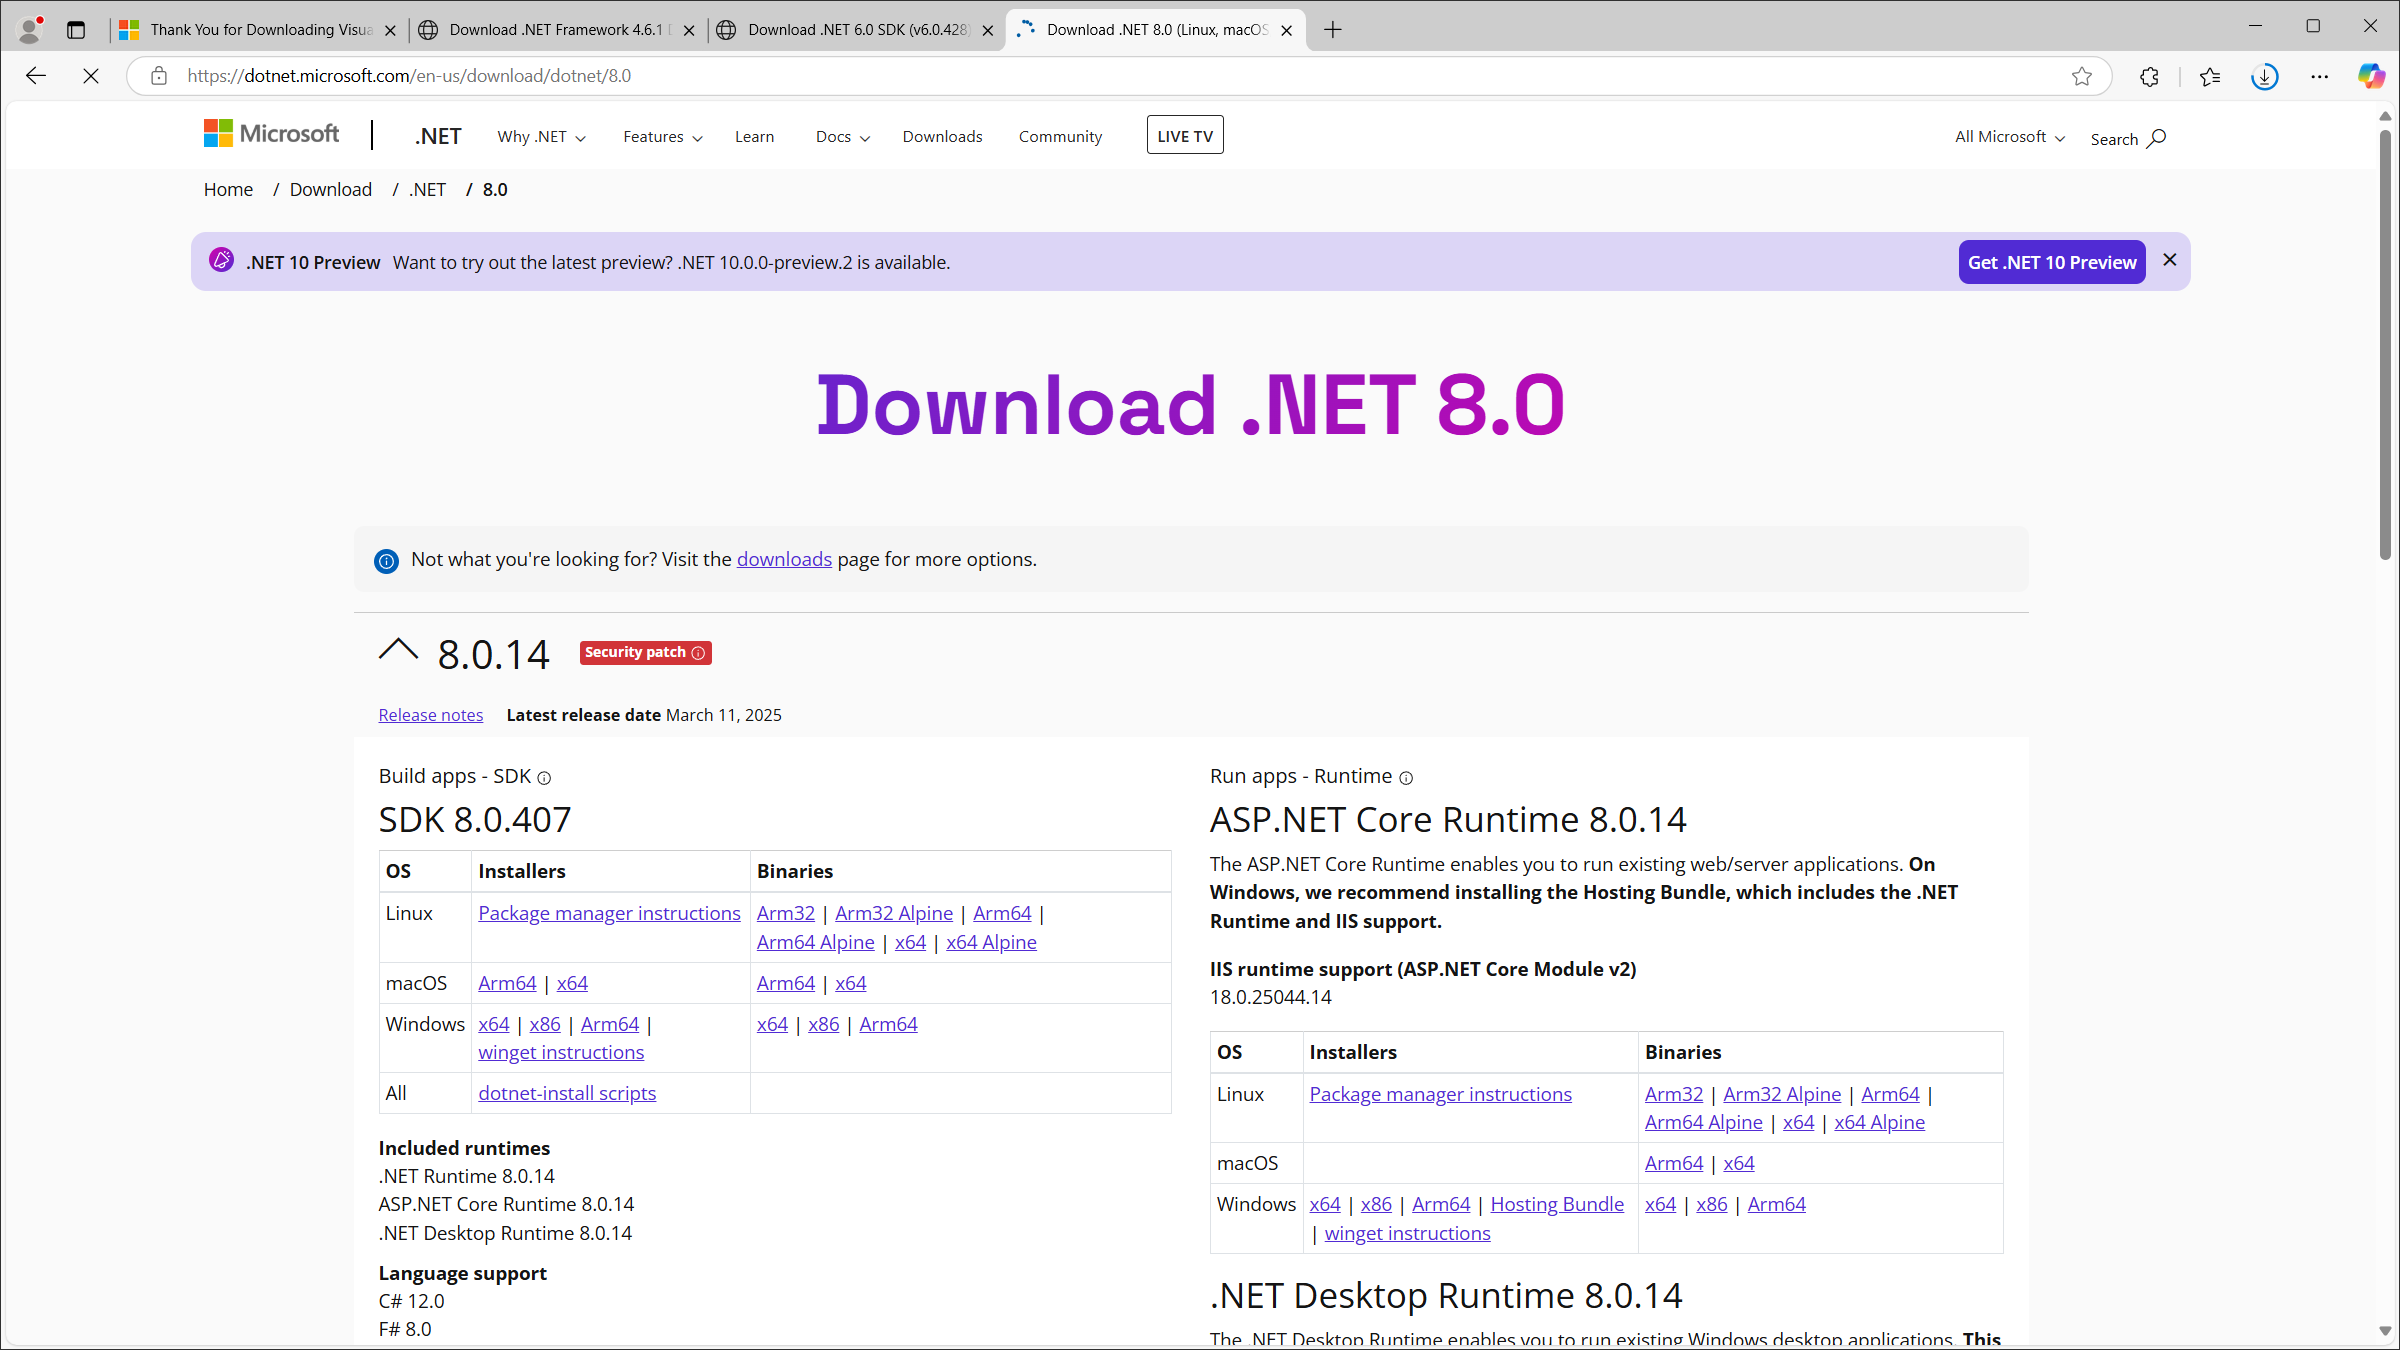 Thank You for Downloading Visua
Download .NET Framework 4.6.1
Download .NET 6.0 SDK (v6.0.428)
Download .NET 8.0 (Linux, macOS
https://dotnet.microsoft.com/en-us/download/dotnet/8.0
Microsoft
.NET
Why .NET
Features
Learn
Docs
Downloads
Community
LIVE TV
All Microsoft
Search
Home / Download / .NET / 8.0
.NET 10 Preview Want to try out the latest preview? .NET 10.0.0-preview.2 is available.
Get .NET 10 Preview
Download .NET 8.0
Not what you're looking for? Visit the downloads page for more options.
8.0.14
Security patch
Release notes Latest release date March 11, 2025
Build apps - SDK
SDK 8.0.407
OS Installers Binaries
Linux Package manager instructions Arm32 | Arm32 Alpine | Arm64 |
Arm64 Alpine | x64 | x64 Alpine
macOS Arm64 | x64 Arm64 | x64
Windows x64 | x86 | Arm64 | x64 | x86 | Arm64
winget instructions
All dotnet-install scripts
Included runtimes
.NET Runtime 8.0.14
ASP.NET Core Runtime 8.0.14
.NET Desktop Runtime 8.0.14
Language support
C# 12.0
F# 8.0
Run apps - Runtime
ASP.NET Core Runtime 8.0.14
The ASP.NET Core Runtime enables you to run existing web/server applications. On
Windows, we recommend installing the Hosting Bundle, which includes the .NET
Runtime and IIS support.
IIS runtime support (ASP.NET Core Module v2)
18.0.25044.14
OS Installers Binaries
Linux Package manager instructions Arm32 | Arm32 Alpine | Arm64 |
Arm64 Alpine | x64 | x64 Alpine
macOS Arm64 | x64
Windows x64 | x86 | Arm64 | Hosting Bundle x64 | x86 | Arm64
| winget instructions
.NET Desktop Runtime 8.0.14
The .NET Desktop Runtime enables you to run existing Windows desktop applications. This